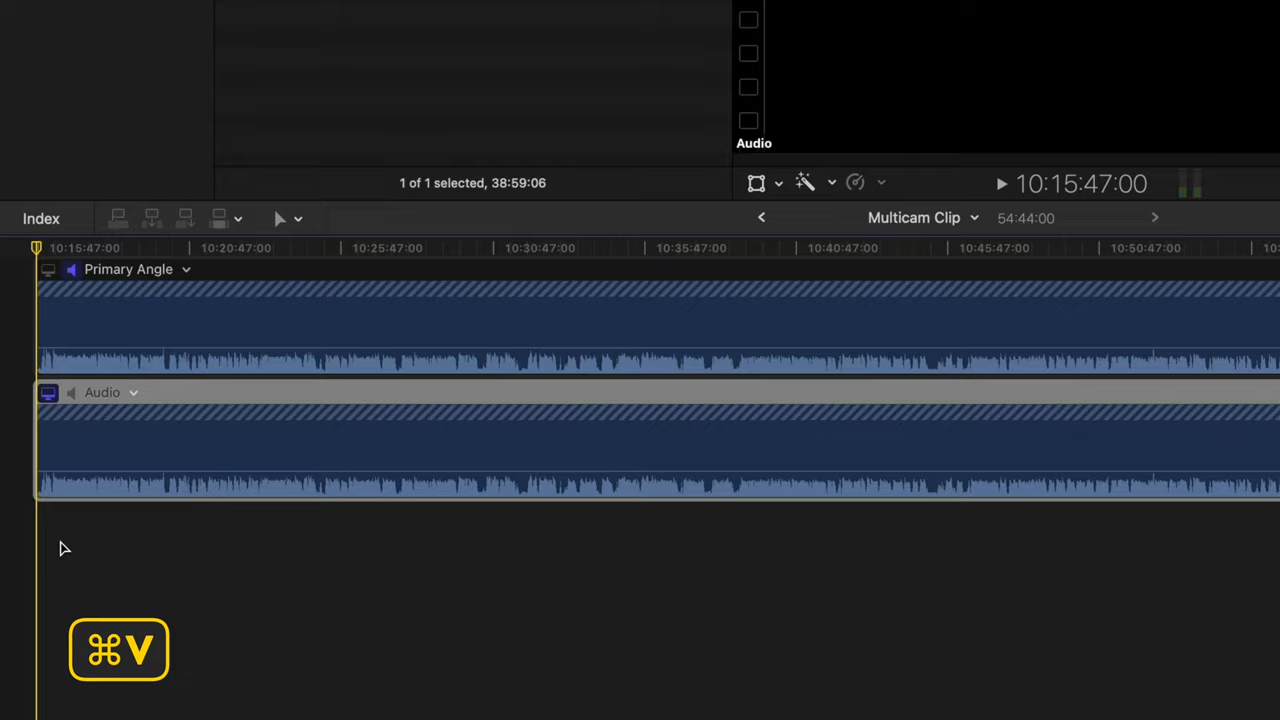 Audio
1 of 1 selected, 38:59:06
10:15:47:00
Index
Multicam Clip
54:44:00
10:15:47:00
10:20:47:00
10:25:47:00
10:30:47:00
10:35:47:00
10:40:47:00
10:45:47:00
10:50:47:00
Primary Angle
Audio
⌘V